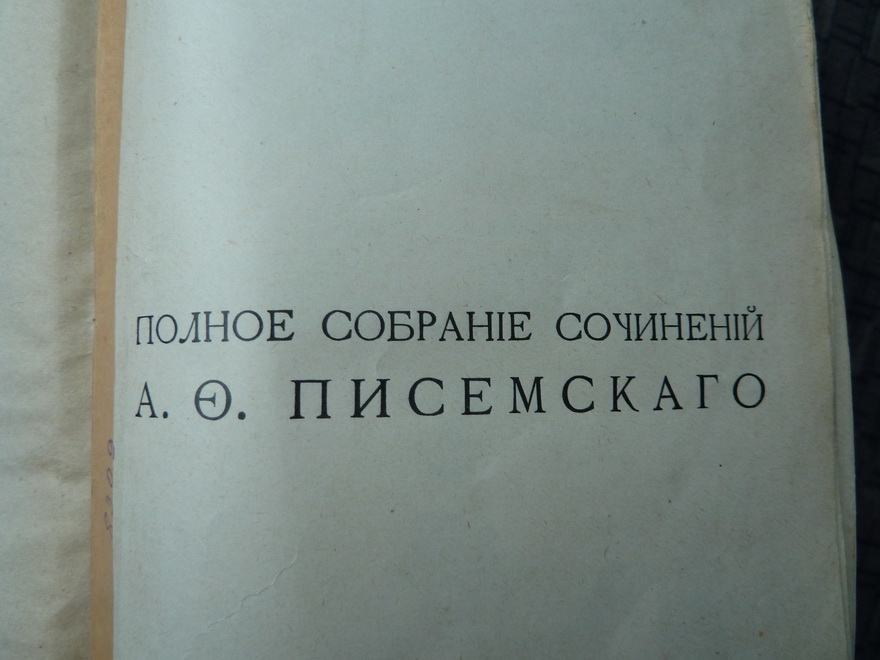 ПОЛНОЕ СОБРАНІЕ СОЧИНЕНІЙ
А. Ѳ. ПИСЕМСКАГО